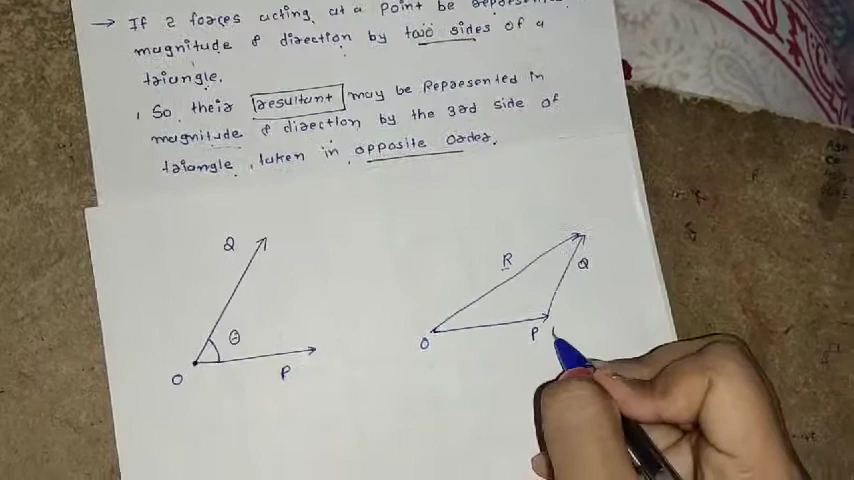 → If 2 forces acting at a point be represented
magnitude & direction by two sides of a
triangle.
So their resultant may be Represented in
magnitude & direction by the 3rd side of
triangle, taken in opposite order.
Q
θ
O
P
R
Q
O
P